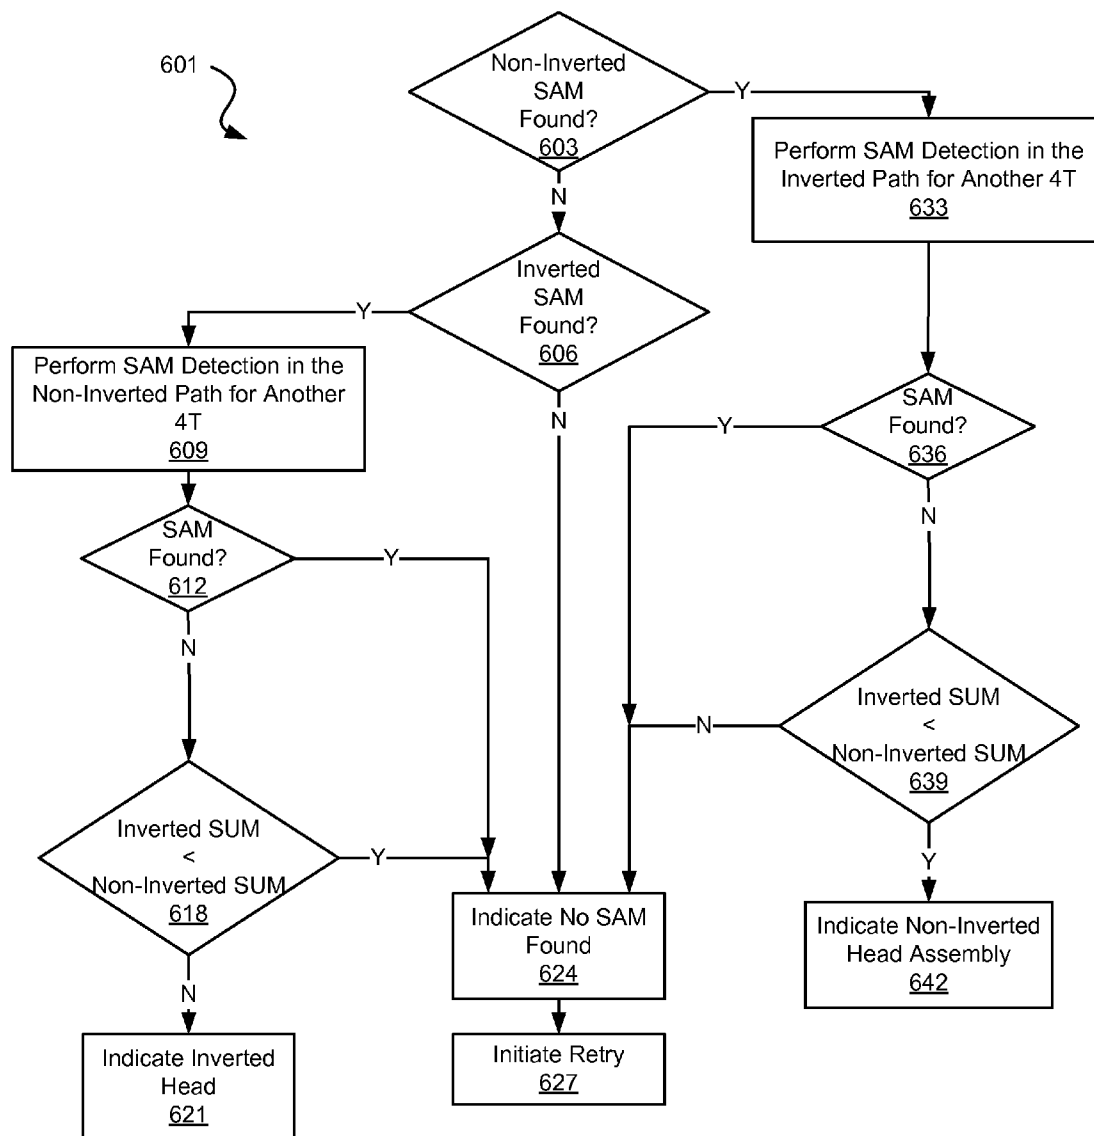 601
Non-Inverted
SAM
Found?
603
Y
N
Perform SAM Detection in the
Inverted Path for Another 4T
633
Inverted
SAM
Found?
606
Y
N
Perform SAM Detection in the
Non-Inverted Path for Another
4T
609
SAM
Found?
636
Y
N
SAM
Found?
612
Y
N
Inverted SUM
<
Non-Inverted SUM
639
N
Y
Inverted SUM
<
Non-Inverted SUM
618
Y
N
Indicate No SAM
Found
624
Indicate Non-Inverted
Head Assembly
642
Indicate Inverted
Head
621
Initiate Retry
627